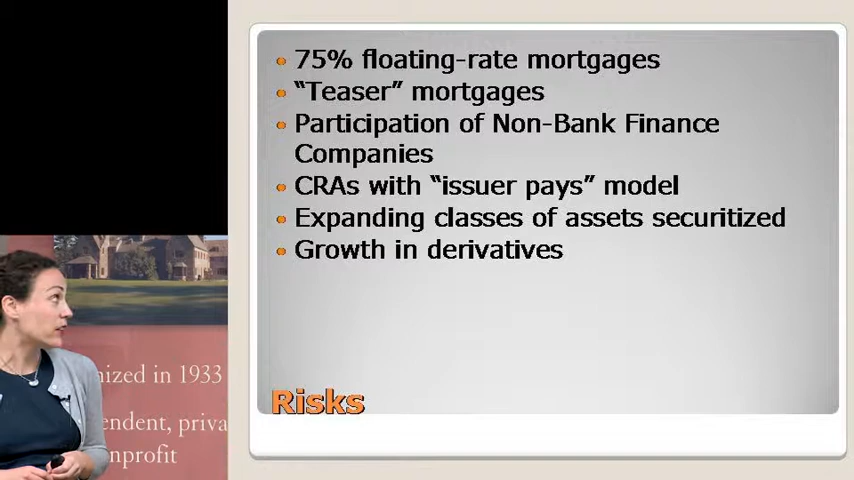 75% floating-rate mortgages
“Teaser” mortgages
Participation of Non-Bank Finance
Companies
CRAs with “issuer pays” model
Expanding classes of assets securitized
Growth in derivatives
Risks
nized in 1933
endent, priva
nprofit